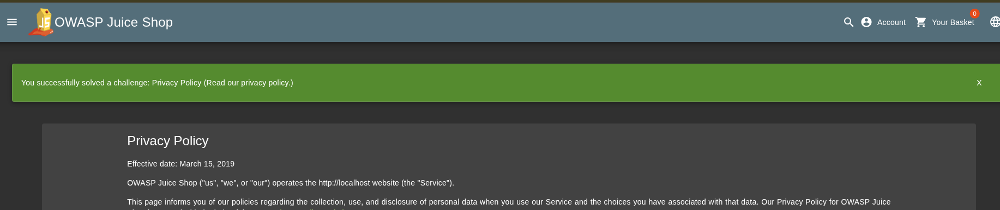 OWASP Juice Shop
Account
Your Basket
0
You successfully solved a challenge: Privacy Policy (Read our privacy policy.)
X
Privacy Policy
Effective date: March 15, 2019
OWASP Juice Shop ("us", "we", or "our") operates the http://localhost website (the "Service").
This page informs you of our policies regarding the collection, use, and disclosure of personal data when you use our Service and the choices you have associated with that data. Our Privacy Policy for OWASP Juice